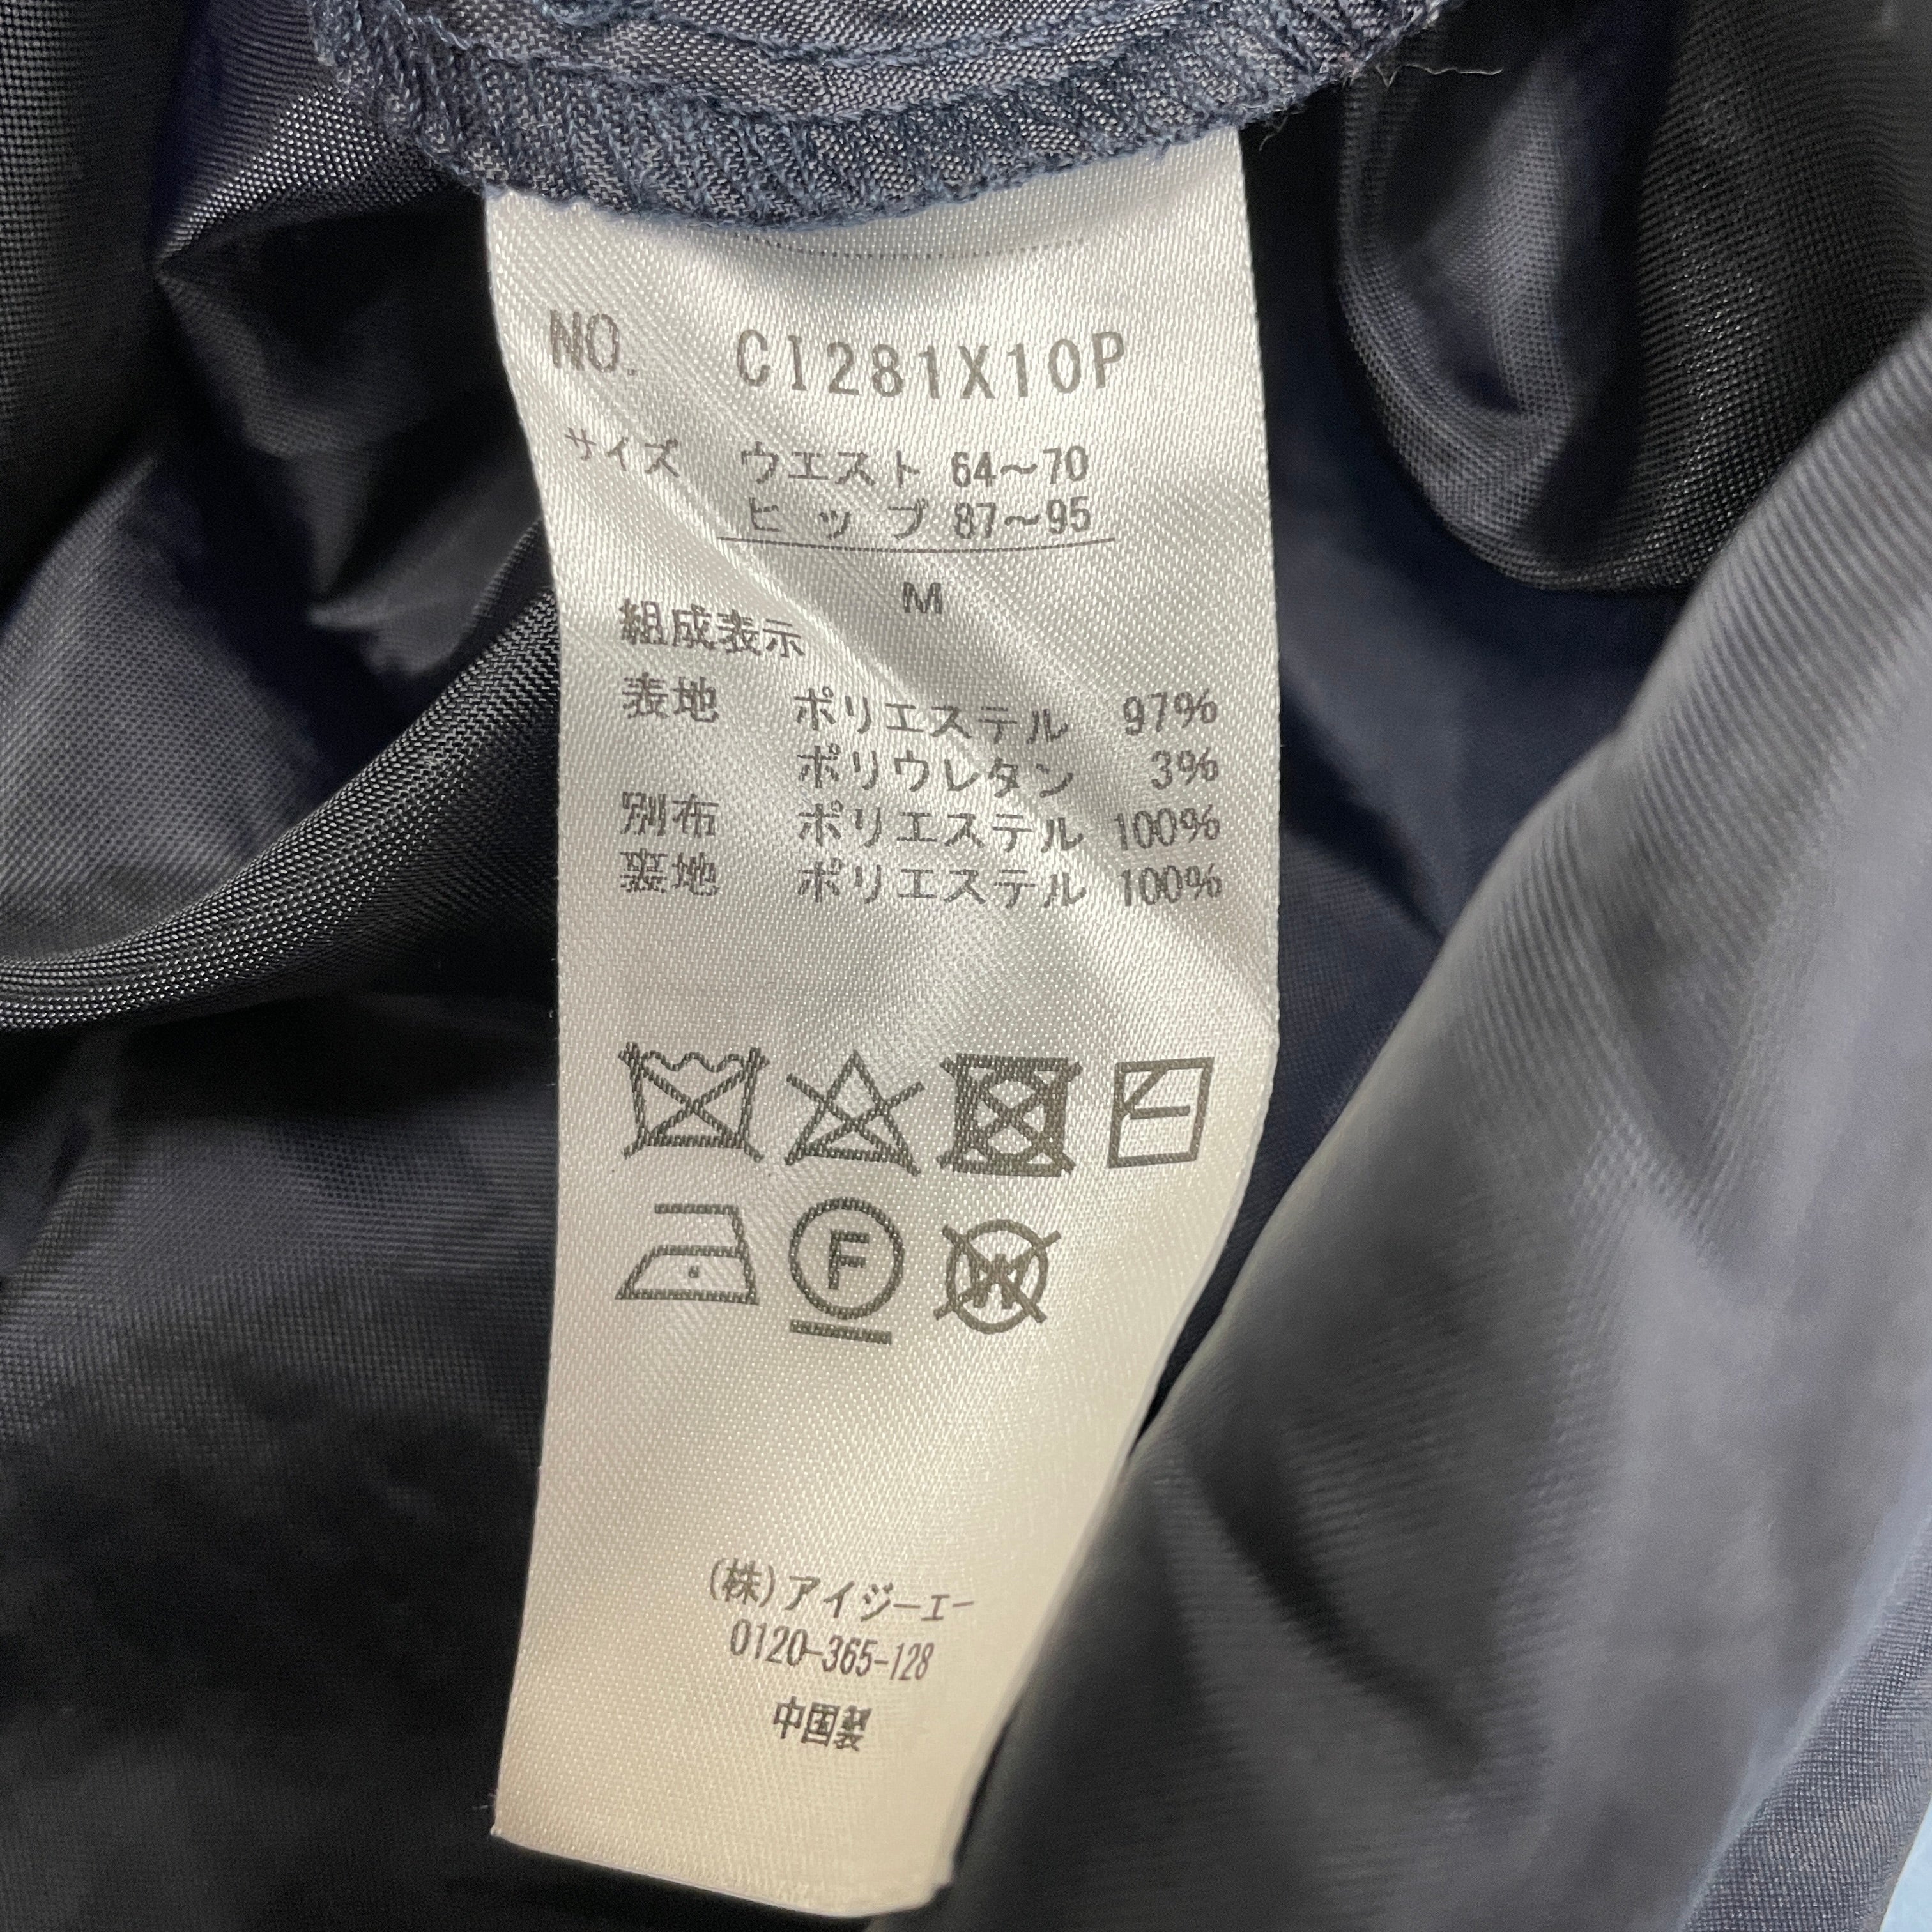 NO. CI281X10P
サイズ ウエスト 64～70
ヒップ 87～95
M
組成表示
表地 ポリエステル 97%
ポリウレタン 3%
別布 ポリエステル 100%
裏地 ポリエステル 100%
F
W
(株)アイジーエー
0120-365-128
中国製